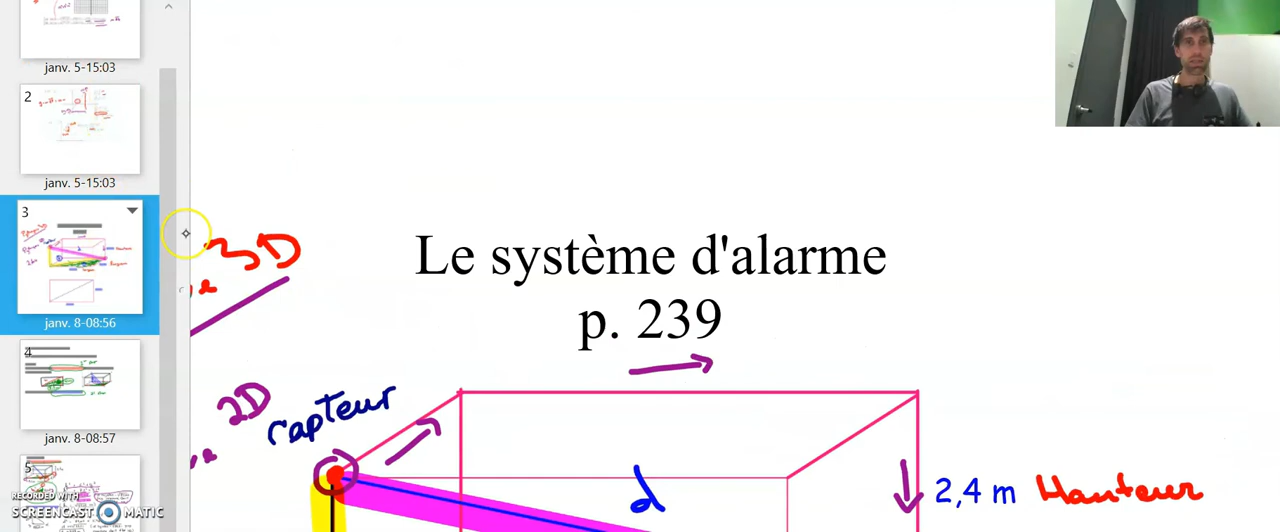 janv. 5-15:03
2
janv. 5-15:03
3
janv. 8-08:56
4
janv. 8-08:57
5
RECORDED WITH
SCREENCAST MATIC
3D
Le système d'alarme
p. 239
2D
capteur
d
2,4 m Hauteur